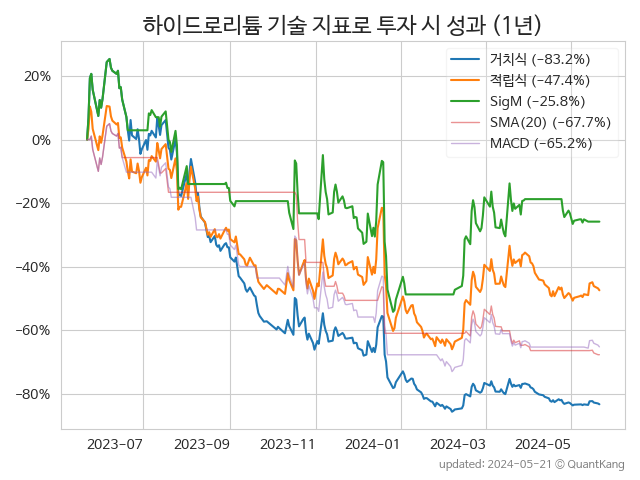 하이드로리튬 기술 지표로 투자 시 성과 (1년)
거치식 (−83.2%)
적립식 (−47.4%)
SigM (−25.8%)
SMA(20) (−67.7%)
MACD (−65.2%)
20%
0%
−20%
−40%
−60%
−80%
2023−07
2023−09
2023−11
2024−01
2024−03
2024−05
updated: 2024−05−21 © QuantKang